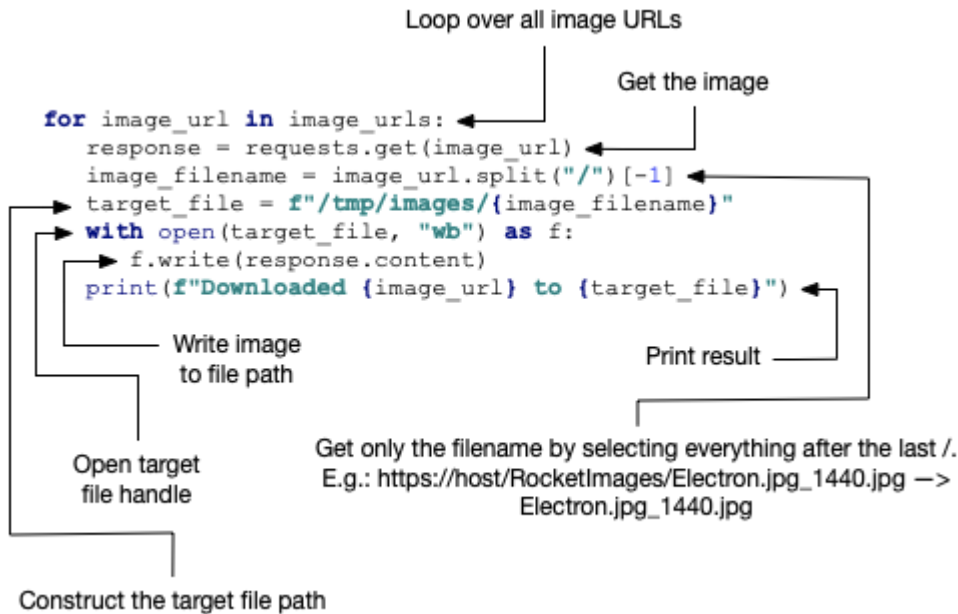 Loop over all image URLs
Get the image
for image_url in image_urls:
response = requests.get(image_url)
image_filename = image_url.split("/")[-1]
target_file = f"/tmp/images/{image_filename}"
with open(target_file, "wb") as f:
f.write(response.content)
print(f"Downloaded {image_url} to {target_file}")
Write image
to file path
Print result
Open target
file handle
Get only the filename by selecting everything after the last /.
E.g.: https://host/RocketImages/Electron.jpg_1440.jpg —>
Electron.jpg_1440.jpg
Construct the target file path